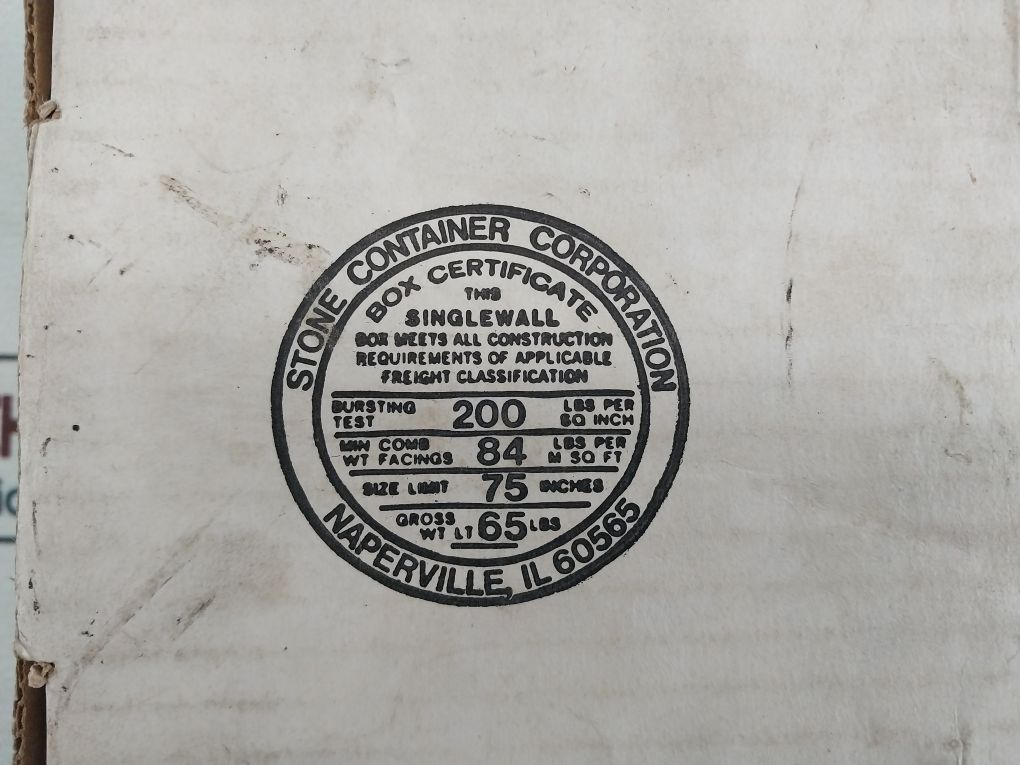 STONE CONTAINER CORPORATION
BOX CERTIFICATE
THIS
SINGLEWALL
BOX MEETS ALL CONSTRUCTION
REQUIREMENTS OF APPLICABLE
FREIGHT CLASSIFICATION
BURSTING TEST 200 LBS PER SQ INCH
MIN COMB WT FACINGS 84 LBS PER M SQ FT
SIZE LIMIT 75 INCHES
GROSS WT LT 65 LBS
NAPERVILLE, IL 60565